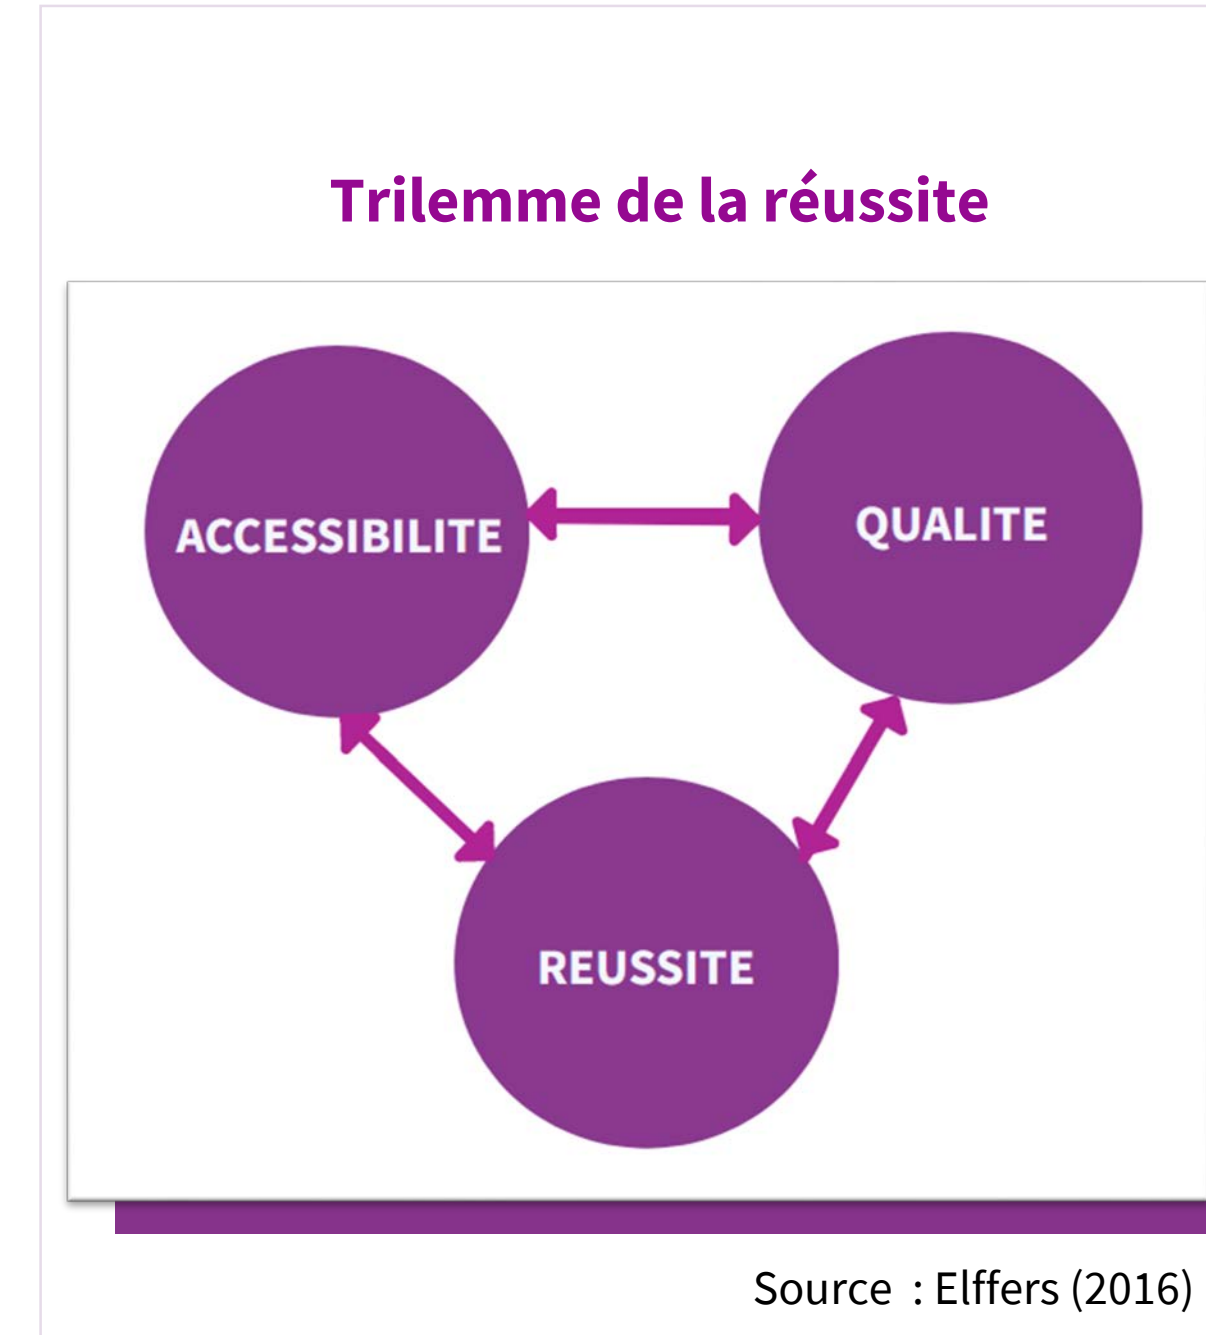 Trilemme de la réussite
ACCESSIBILITE
QUALITE
REUSSITE
Source : Elffers (2016)